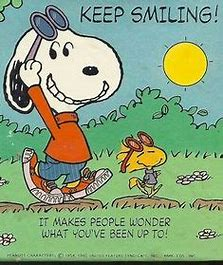 KEEP SMILING!
IT MAKES PEOPLE WONDER
WHAT YOU'VE BEEN UP TO!